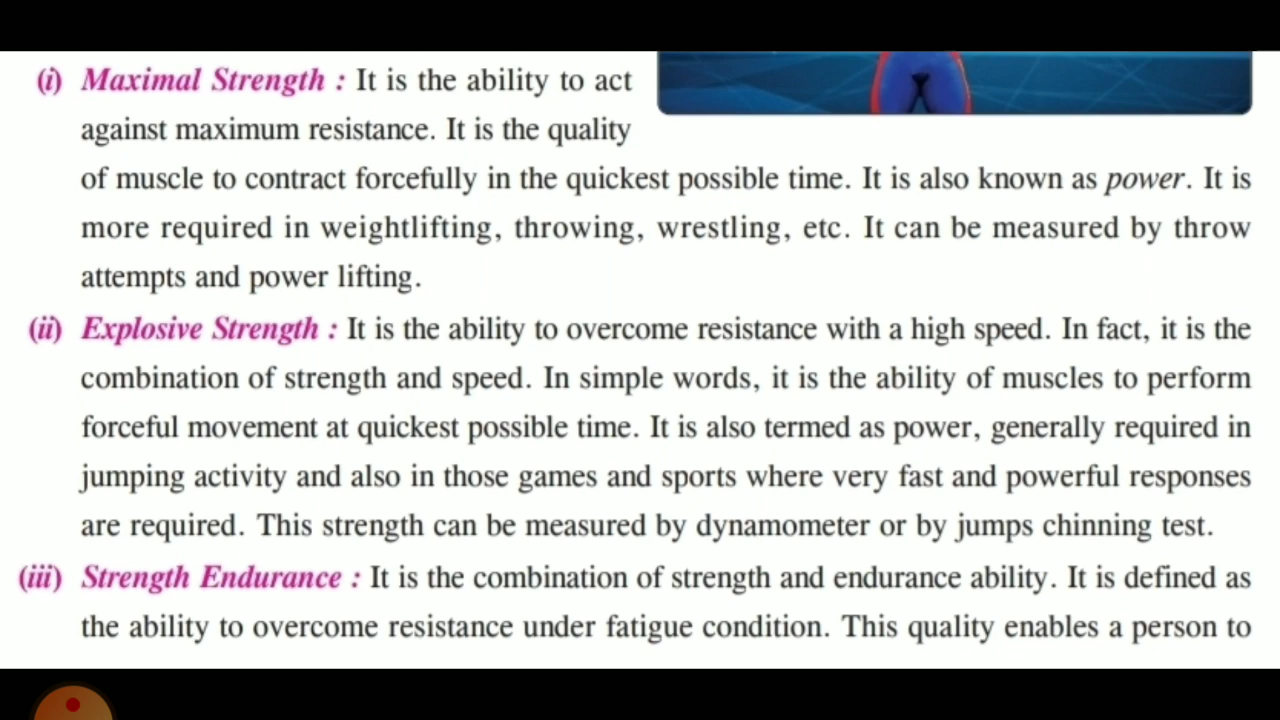 (i) Maximal Strength : It is the ability to act
against maximum resistance. It is the quality
of muscle to contract forcefully in the quickest possible time. It is also known as power. It is
more required in weightlifting, throwing, wrestling, etc. It can be measured by throw
attempts and power lifting.
(ii) Explosive Strength : It is the ability to overcome resistance with a high speed. In fact, it is the
combination of strength and speed. In simple words, it is the ability of muscles to perform
forceful movement at quickest possible time. It is also termed as power, generally required in
jumping activity and also in those games and sports where very fast and powerful responses
are required. This strength can be measured by dynamometer or by jumps chinning test.
(iii) Strength Endurance : It is the combination of strength and endurance ability. It is defined as
the ability to overcome resistance under fatigue condition. This quality enables a person to